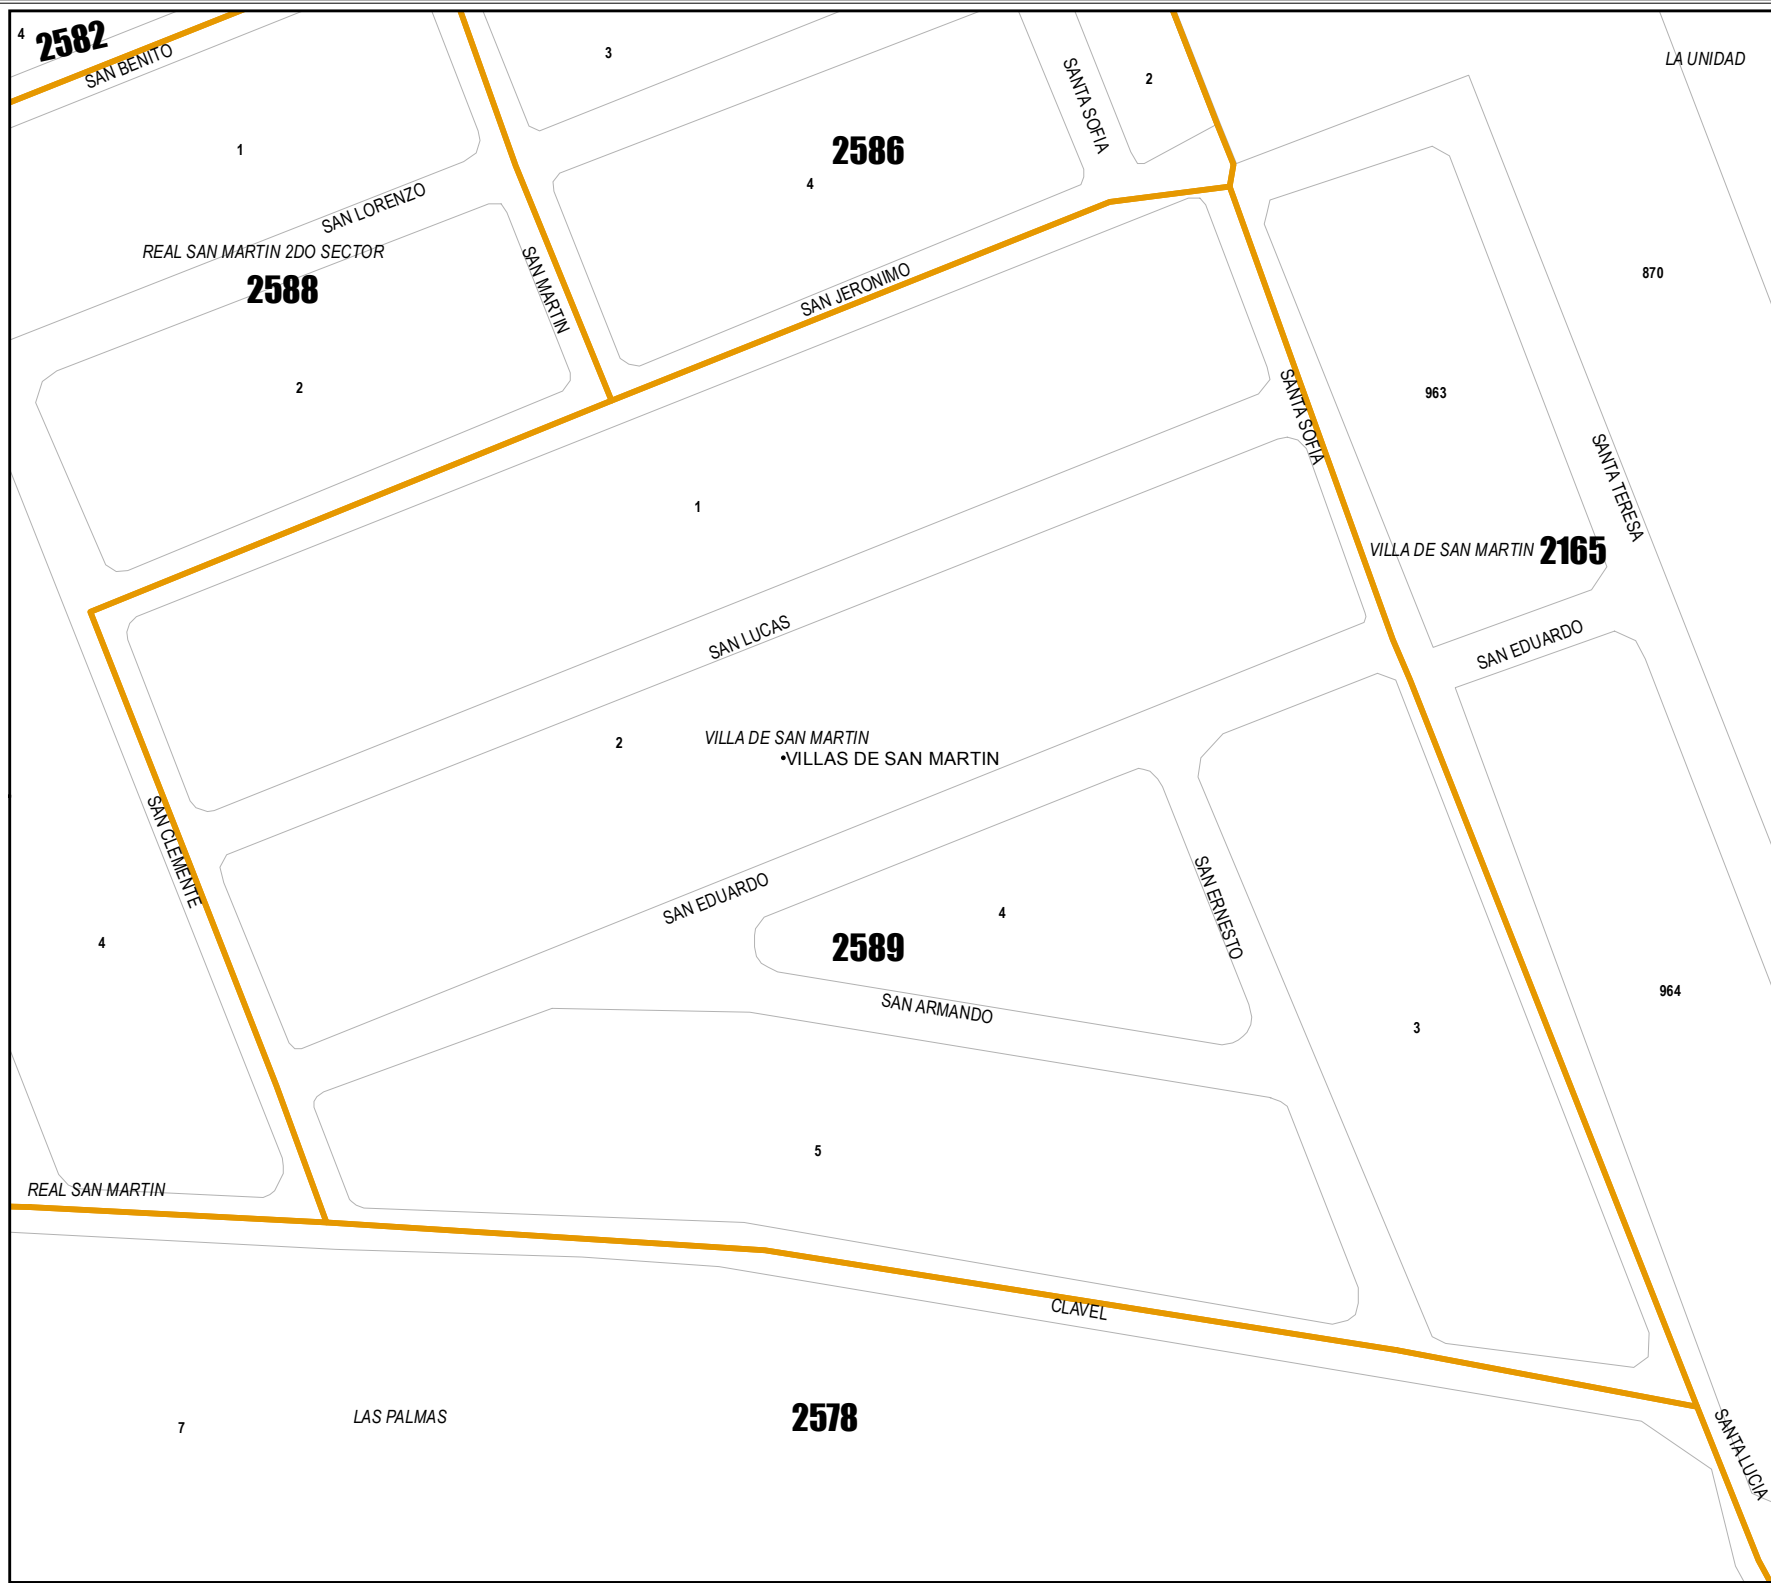 4
2582
SAN BENITO
3
SANTA SOFIA
2
LA UNIDAD
1
2586
4
SAN LORENZO
REAL SAN MARTIN 2DO SECTOR
2588
SAN MARTIN
SAN JERONIMO
870
2
SANTA SOFIA
963
SANTA TERESA
1
VILLA DE SAN MARTIN 2165
SAN LUCAS
SAN EDUARDO
2
VILLA DE SAN MARTIN
•VILLAS DE SAN MARTIN
SAN CLEMENTE
SAN EDUARDO
SAN ERNESTO
4
4
2589
SAN ARMANDO
964
3
5
REAL SAN MARTIN
CLAVEL
LAS PALMAS
2578
7
SANTA LUCIA